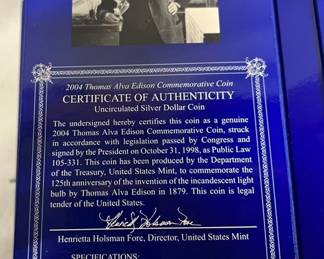 2004 Thomas Alva Edison Commemorative Coin
CERTIFICATE OF AUTHENTICITY
Uncirculated Silver Dollar Coin
The undersigned hereby certifies this coin as a genuine
2004 Thomas Alva Edison Commemorative Coin, struck
in accordance with legislation passed by Congress and
signed by the President on October 31, 1998, as Public Law
105-331. This coin has been produced by the Department
of the Treasury, United States Mint, to commemorate the
125th anniversary of the invention of the incandescent light
bulb by Thomas Alva Edison in 1879. This coin is legal
tender of the United States.
Henrietta Holsman Fore
Henrietta Holsman Fore, Director, United States Mint
SPECIFICATIONS: